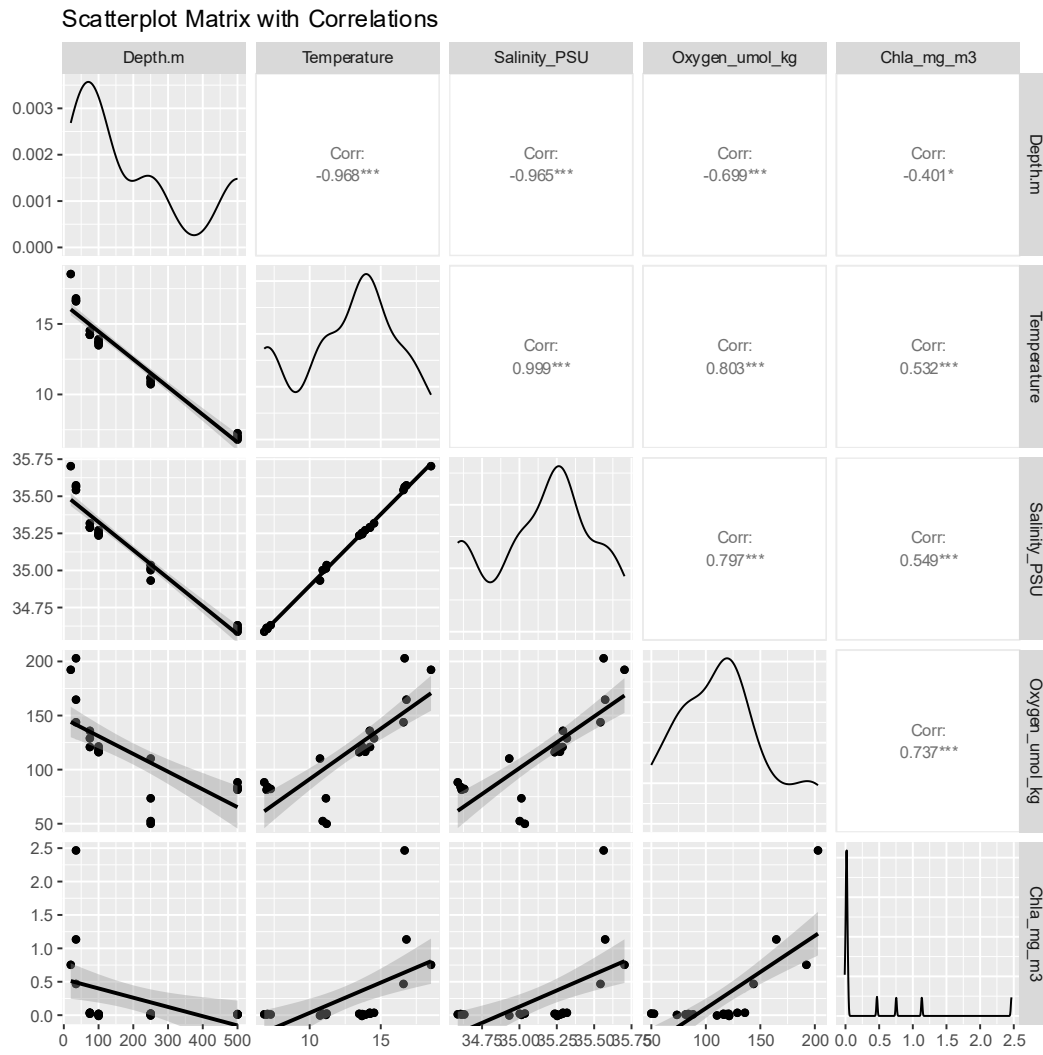 Scatterplot Matrix with Correlations
Depth.m Temperature Salinity_PSU Oxygen_umol_kg Chla_mg_m3
0.003
0.002
0.001
0.000
Corr:
-0.968***
Corr:
-0.965***
Corr:
-0.699***
Corr:
-0.401*
Depth.m
15
10
Corr:
0.999***
Corr:
0.803***
Corr:
0.532***
Temperature
35.75
35.50
35.25
35.00
34.75
Corr:
0.797***
Corr:
0.549***
Salinity_PSU
200
150
100
50
Corr:
0.737***
Oxygen_umol_kg
2.5
2.0
1.5
1.0
0.5
0.0
Chla_mg_m3
0 100 200 300 400 500 10 15 34.75 35.00 35.25 35.50 35.75 50 100 150 200 0.0 0.5 1.0 1.5 2.0 2.5